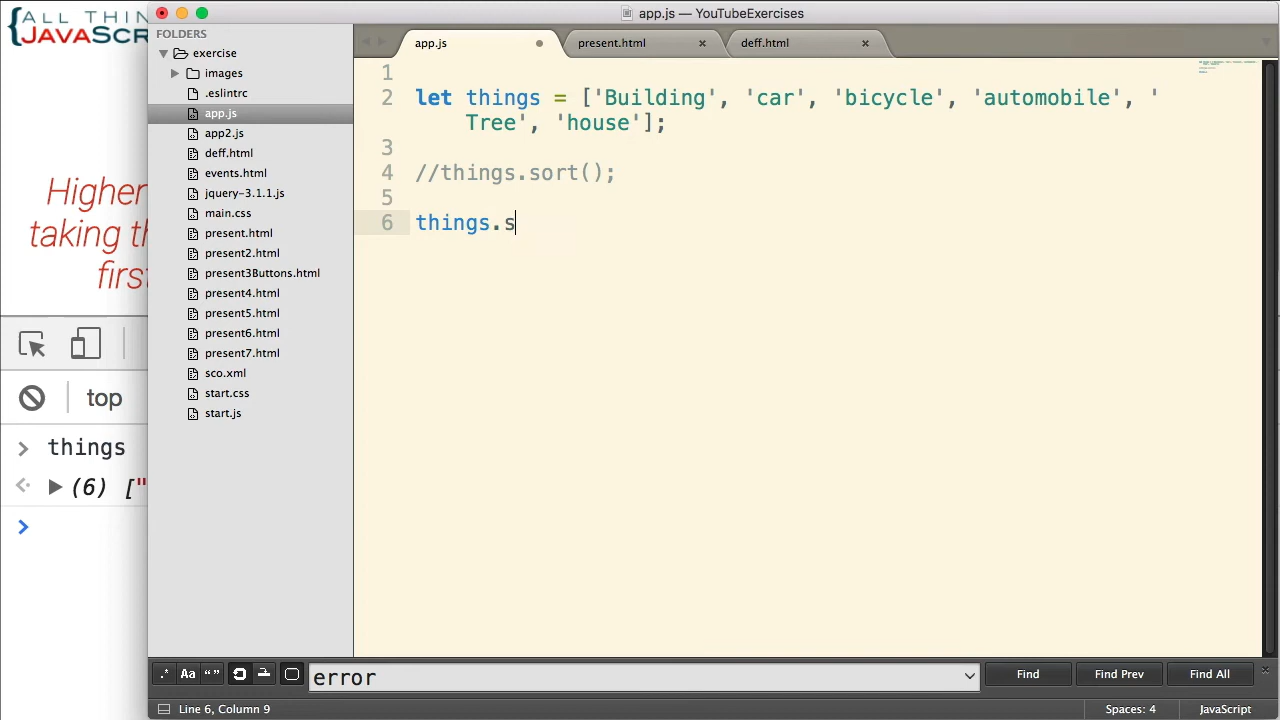 ALL THIN
JAVASCR
Higher
taking th
first
top
things
(6) ["
app.js — YouTubeExercises
FOLDERS
exercise
images
.eslintrc
app.js
app2.js
deff.html
events.html
jquery-3.1.1.js
main.css
present.html
present2.html
present3Buttons.html
present4.html
present5.html
present6.html
present7.html
sco.xml
start.css
start.js
app.js present.html deff.html
1
2 let things = ['Building', 'car', 'bicycle', 'automobile', '
Tree', 'house'];
3
4 //things.sort();
5
6 things.s
.* Aa “” error Find Find Prev Find All
Line 6, Column 9 Spaces: 4 JavaScript